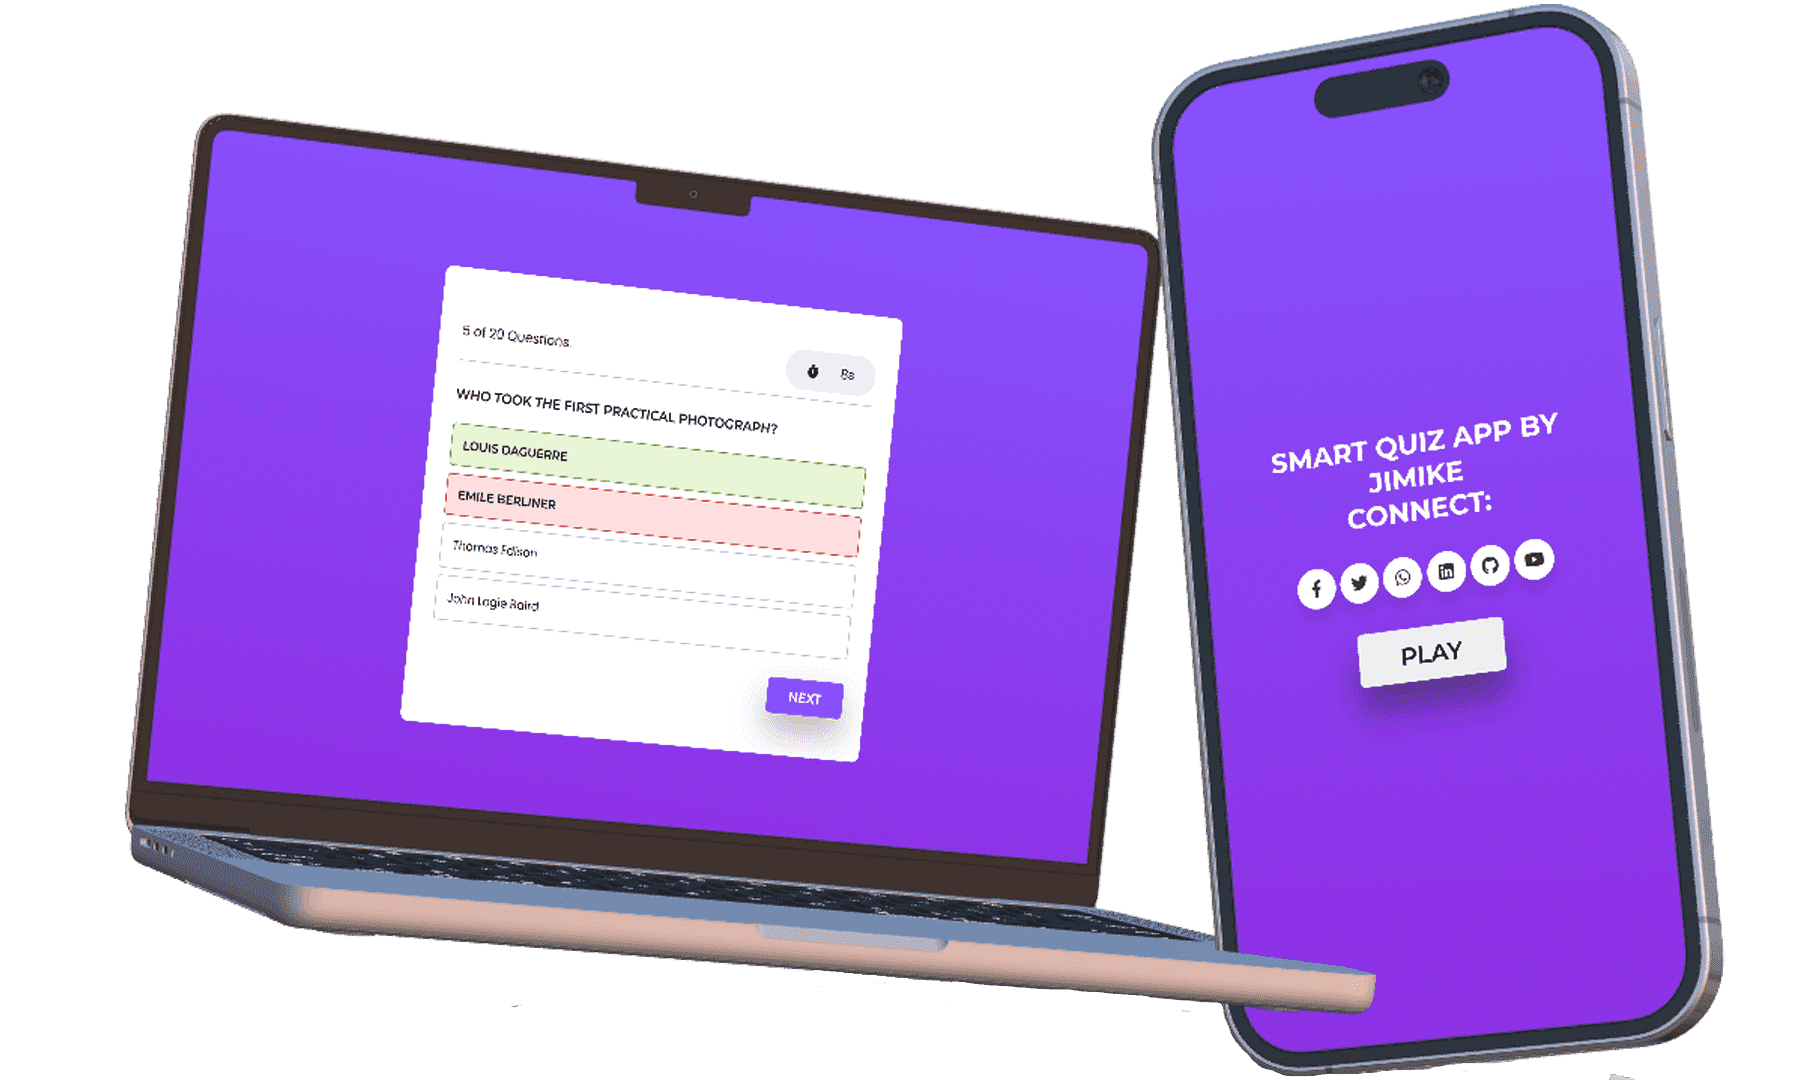 5 of 20 Questions
8s
WHO TOOK THE FIRST PRACTICAL PHOTOGRAPH?
LOUIS DAGUERRE
EMILE BERLINER
Thomas Edison
John Logie Baird
NEXT
SMART QUIZ APP BY
JIMIKE
CONNECT:
PLAY